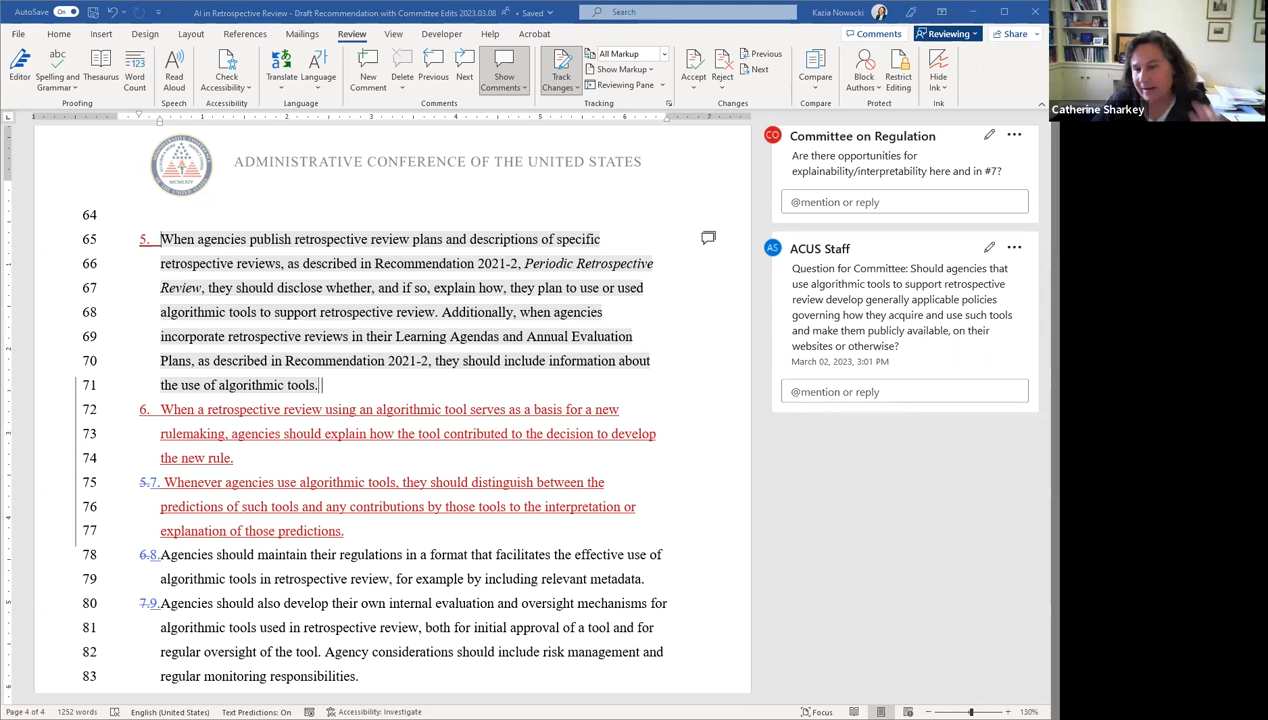 AutoSave On AI in Retrospective Review - Draft Recommendation with Committee Edits 2023.03.08 • Saved Search Kazia Nowacki
File Home Insert Design Layout References Mailings Review View Developer Help Acrobat Comments Reviewing Share
Editor Spelling and Grammar Thesaurus Word Count Read Aloud Check Accessibility Translate Language New Comment Delete Previous Next Show Comments Track Changes All Markup Show Markup Reviewing Pane Accept Reject Previous Next Compare Block Authors Restrict Editing Hide Ink
Proofing Speech Accessibility Language Comments Tracking Changes Compare Protect Ink
Catherine Sharkey
ADMINISTRATIVE CONFERENCE OF THE UNITED STATES
64
65 5. When agencies publish retrospective review plans and descriptions of specific
66 retrospective reviews, as described in Recommendation 2021-2, Periodic Retrospective
67 Review, they should disclose whether, and if so, explain how, they plan to use or used
68 algorithmic tools to support retrospective review. Additionally, when agencies
69 incorporate retrospective reviews in their Learning Agendas and Annual Evaluation
70 Plans, as described in Recommendation 2021-2, they should include information about
71 the use of algorithmic tools.
72 6. When a retrospective review using an algorithmic tool serves as a basis for a new
73 rulemaking, agencies should explain how the tool contributed to the decision to develop
74 the new rule.
75 5.7. Whenever agencies use algorithmic tools, they should distinguish between the
76 predictions of such tools and any contributions by those tools to the interpretation or
77 explanation of those predictions.
78 6.8. Agencies should maintain their regulations in a format that facilitates the effective use of
79 algorithmic tools in retrospective review, for example by including relevant metadata.
80 7.9. Agencies should also develop their own internal evaluation and oversight mechanisms for
81 algorithmic tools used in retrospective review, both for initial approval of a tool and for
82 regular oversight of the tool. Agency considerations should include risk management and
83 regular monitoring responsibilities.
CO Committee on Regulation
Are there opportunities for
explainability/interpretability here and in #7?
@mention or reply
AS ACUS Staff
Question for Committee: Should agencies that
use algorithmic tools to support retrospective
review develop generally applicable policies
governing how they acquire and use such tools
and make them publicly available, on their
websites or otherwise?
March 02, 2023, 3:01 PM
@mention or reply
Page 4 of 4 1252 words English (United States) Text Predictions: On Accessibility: Investigate Focus 130%